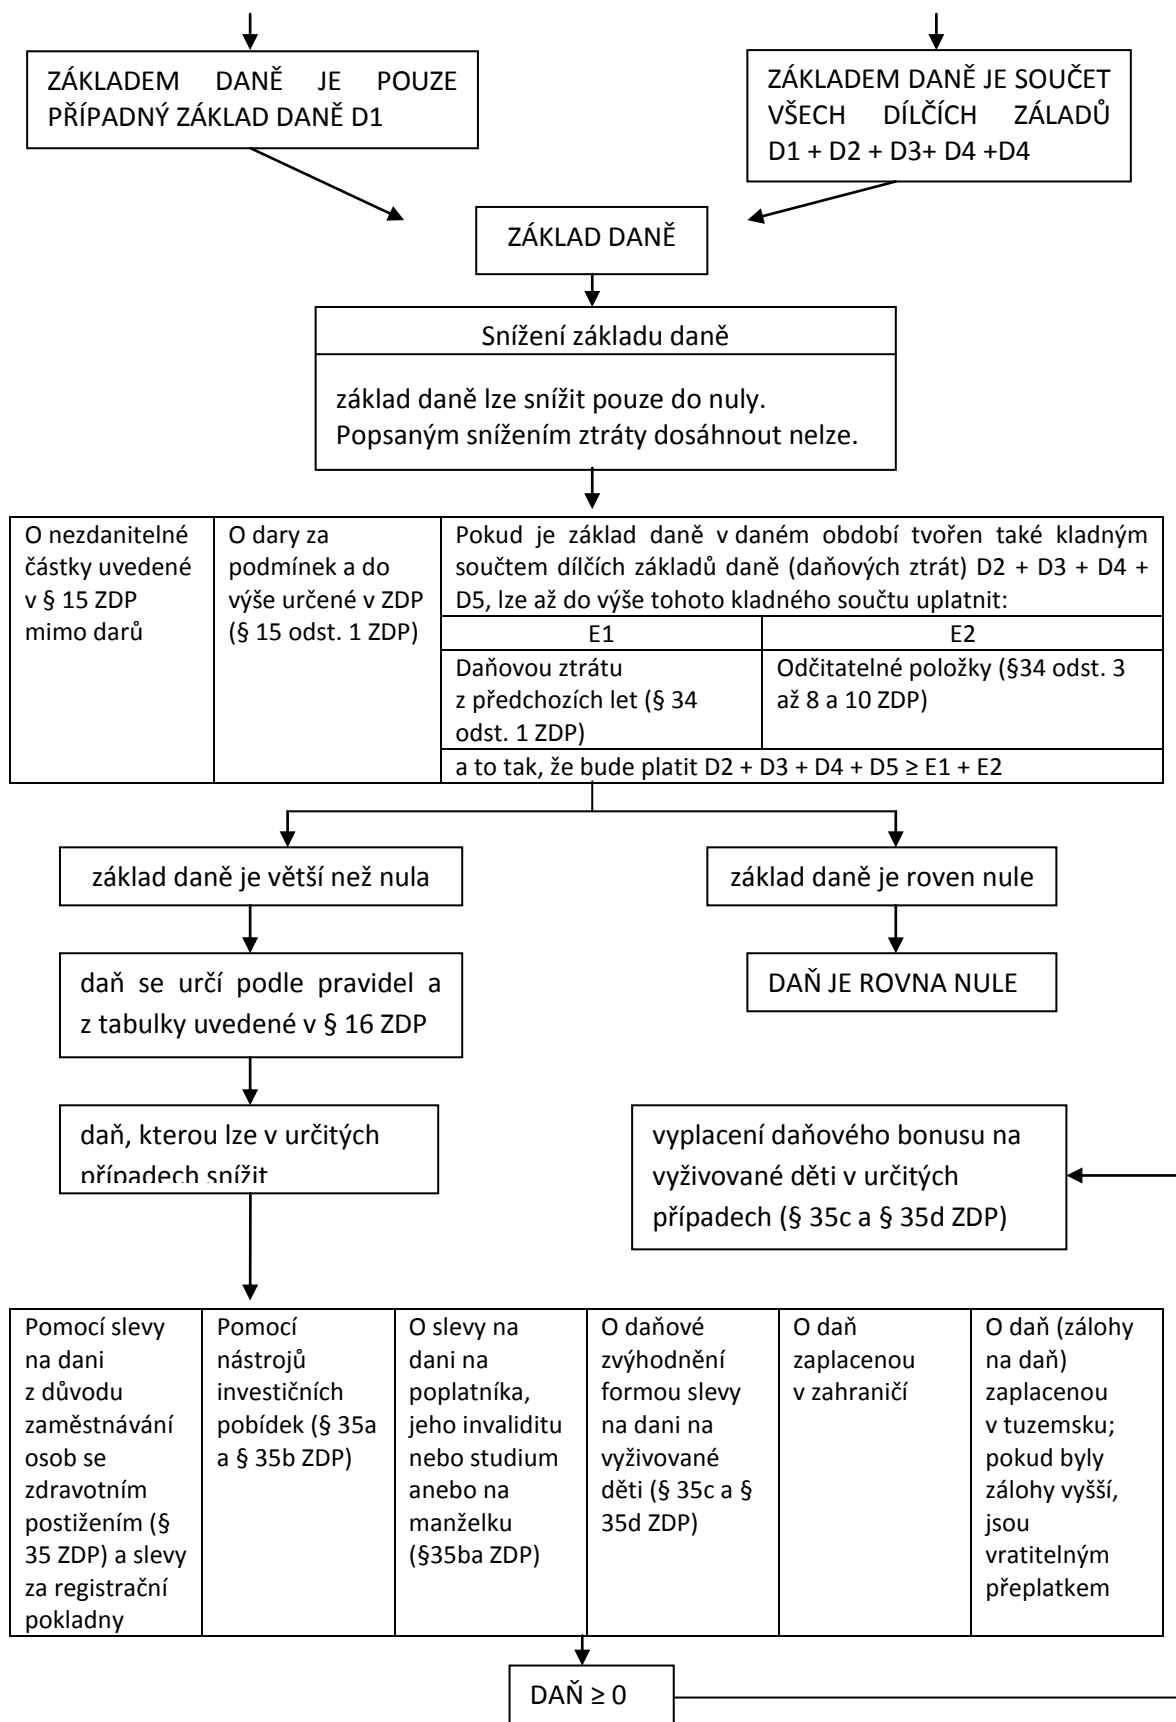 ZÁKLADEM DANĚ JE POUZE
PŘÍPADNÝ ZÁKLAD DANĚ D1
ZÁKLADEM DANĚ JE SOUČET
VŠECH DÍLČÍCH ZÁLADŮ
D1 + D2 + D3+ D4 +D4
ZÁKLAD DANĚ
Snížení základu daně
základ daně lze snížit pouze do nuly.
Popsaným snížením ztráty dosáhnout nelze.
O nezdanitelné
částky uvedené
v § 15 ZDP
mimo darů
O dary za
podmínek a do
výše určené v ZDP
(§ 15 odst. 1 ZDP)
Pokud je základ daně v daném období tvořen také kladným
součtem dílčích základů daně (daňových ztrát) D2 + D3 + D4 +
D5, lze až do výše tohoto kladného součtu uplatnit:
E1
E2
Daňovou ztrátu
z předchozích let (§ 34
odst. 1 ZDP)
Odčitatelné položky (§34 odst. 3
až 8 a 10 ZDP)
a to tak, že bude platit D2 + D3 + D4 + D5 ≥ E1 + E2
základ daně je větší než nula
základ daně je roven nule
daň se určí podle pravidel a
z tabulky uvedené v § 16 ZDP
DAŇ JE ROVNA NULE
daň, kterou lze v určitých
případech snížit
vyplacení daňového bonusu na
vyživované děti v určitých
případech (§ 35c a § 35d ZDP)
Pomocí slevy
na dani
z důvodu
zaměstnávání
osob se
zdravotním
postižením (§
35 ZDP) a slevy
za registrační
pokladny
Pomocí
nástrojů
investičních
pobídek (§ 35a
a § 35b ZDP)
O slevy na
dani na
poplatníka,
jeho invaliditu
nebo studium
anebo na
manželku
(§35ba ZDP)
O daňové
zvýhodnění
formou slevy
na dani na
vyživované
děti (§ 35c a §
35d ZDP)
O daň
zaplacenou
v zahraničí
O daň (zálohy
na daň)
zaplacenou
v tuzemsku;
pokud byly
zálohy vyšší,
jsou
vratitelným
přeplatkem
DAŇ ≥ 0